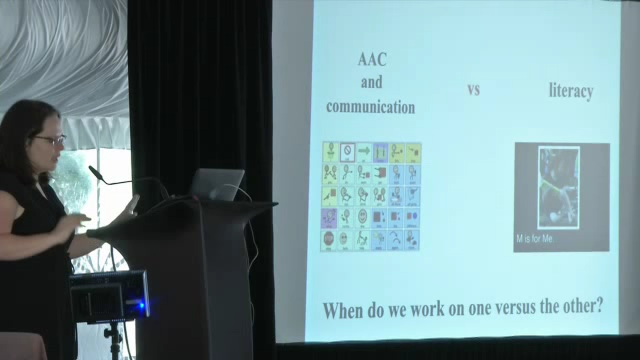 AAC
and
communication
vs
literacy
M is for Me
When do we work on one versus the other?